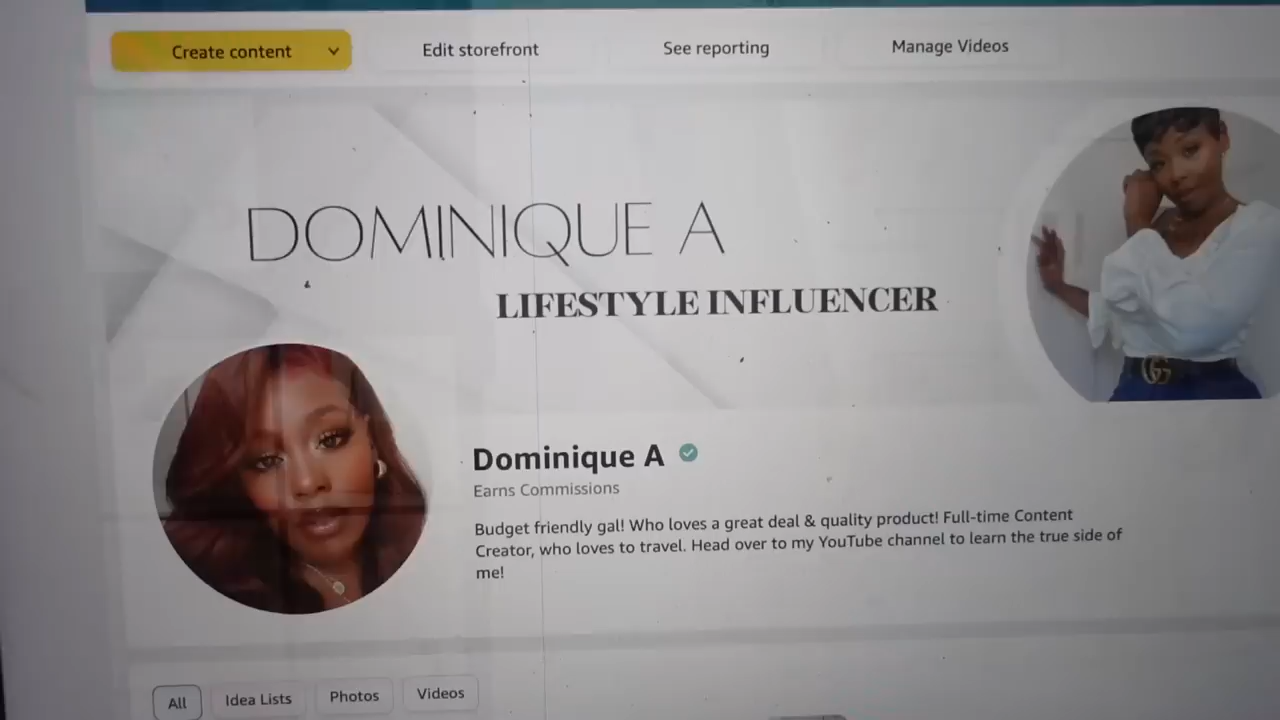 Create content
Edit storefront
See reporting
Manage Videos
DOMINIQUE A
LIFESTYLE INFLUENCER
Dominique A
Earns Commissions
Budget friendly gal! Who loves a great deal & quality product! Full-time Content
Creator, who loves to travel. Head over to my YouTube channel to learn the true side of
me!
All
Idea Lists
Photos
Videos